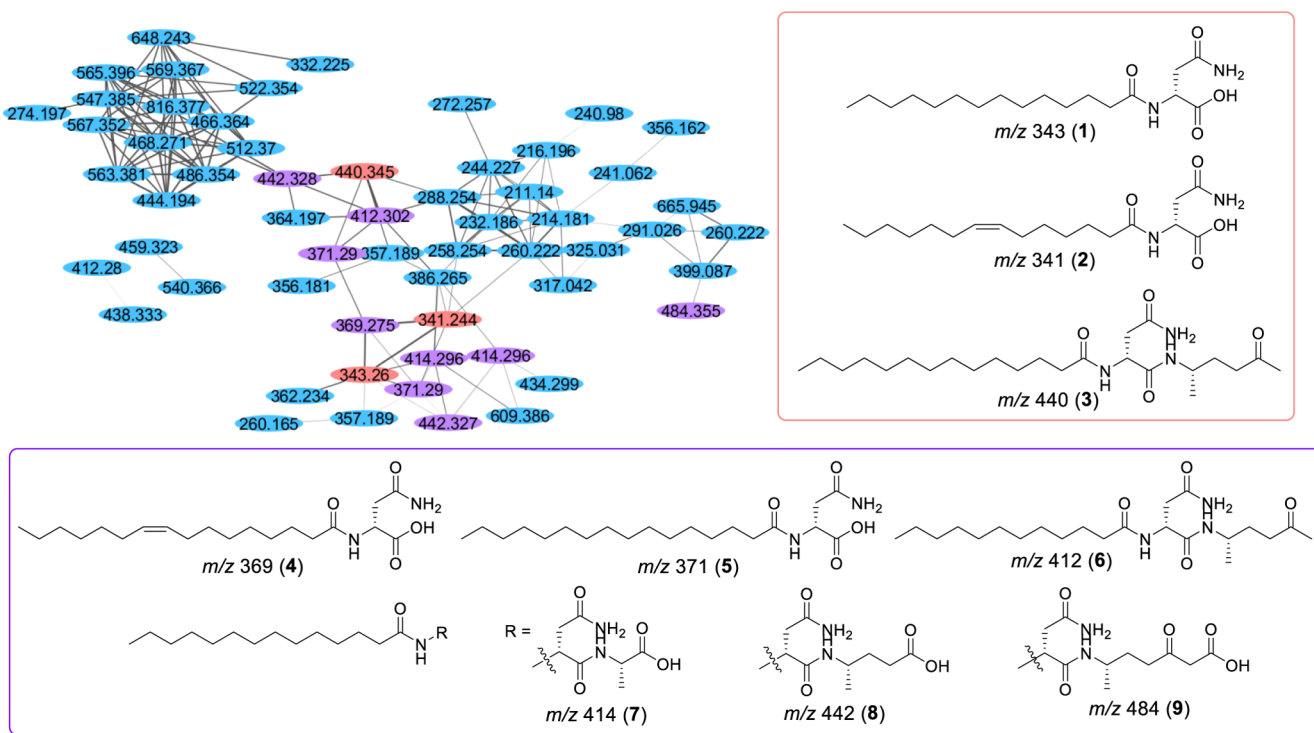 648.243
332.225
565.396
569.367
522.354
547.385
816.377
274.197
567.352
466.364
468.271
512.37
563.381
486.354
444.194
442.328
440.345
364.197
412.302
371.29
357.189
356.181
386.265
272.257
240.98
356.162
216.196
244.227
241.062
288.254
211.14
232.186
214.181
258.254
260.222
325.031
317.042
291.026
665.945
260.222
399.087
484.355
459.323
412.28
540.366
438.333
369.275
341.244
414.296
414.296
343.26
371.29
434.299
362.234
357.189
260.165
442.327
609.386
O
NH2
O
N
H
OH
O
m/z 343 (1)
O
NH2
O
N
H
OH
O
m/z 341 (2)
O
NH2
O
H
N
O
N
H
O
m/z 440 (3)
O
NH2
O
OH
N
H
O
m/z 369 (4)
O
NH2
O
OH
N
H
O
m/z 371 (5)
O
NH2
O
H
N
O
N
H
O
m/z 412 (6)
O
N
H
R
R =
O
NH2
H
N
O
OH
O
m/z 414 (7)
O
NH2
H
N
O
OH
O
m/z 442 (8)
O
NH2
H
N
O
O
OH
O
m/z 484 (9)